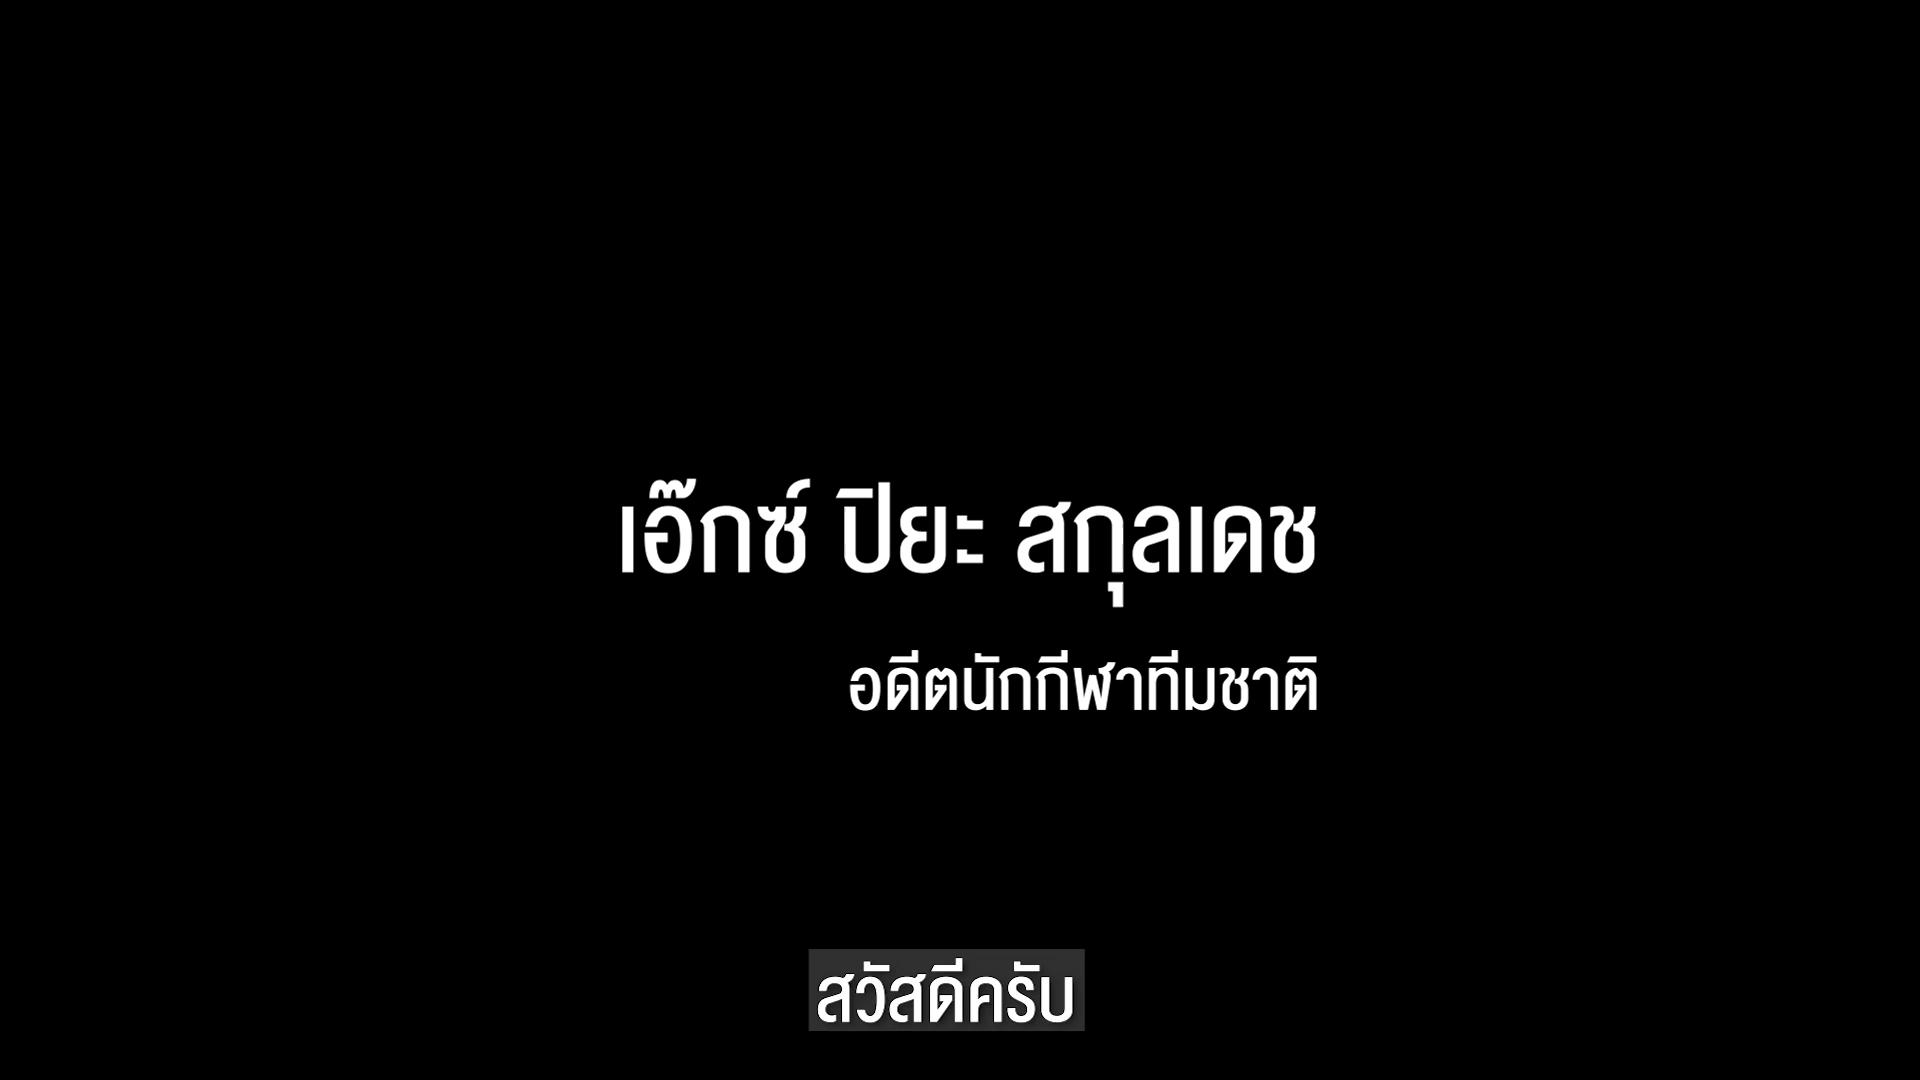 เอ๊กซ์ ปิยะ สกุลเดช
อดีตนักกีฬาทีมชาติ
สวัสดีครับ